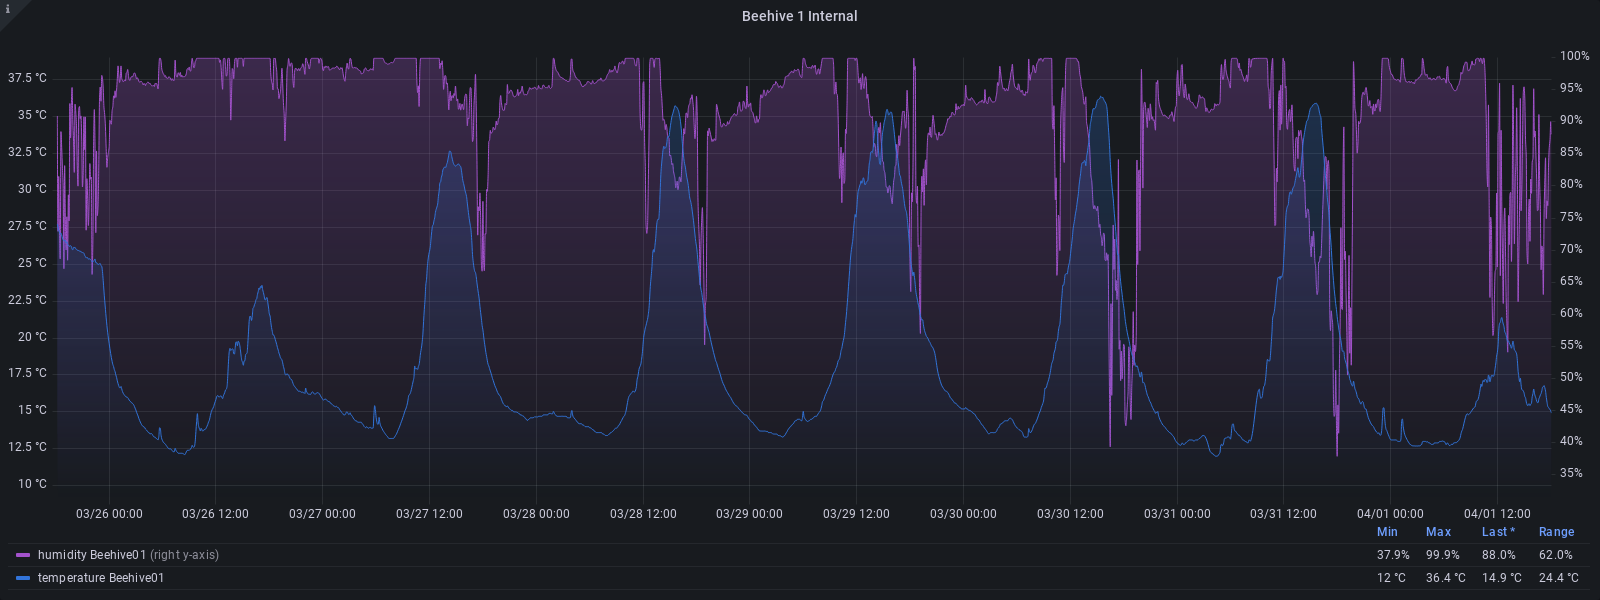 i
Beehive 1 Internal
37.5 °C
35 °C
32.5 °C
30 °C
27.5 °C
25 °C
22.5 °C
20 °C
17.5 °C
15 °C
12.5 °C
10 °C
100%
95%
90%
85%
80%
75%
70%
65%
60%
55%
50%
45%
40%
35%
03/26 00:00 03/26 12:00 03/27 00:00 03/27 12:00 03/28 00:00 03/28 12:00 03/29 00:00 03/29 12:00 03/30 00:00 03/30 12:00 03/31 00:00 03/31 12:00 04/01 00:00 04/01 12:00
Min Max Last * Range
humidity Beehive01 (right y-axis) 37.9% 99.9% 88.0% 62.0%
temperature Beehive01 12 °C 36.4 °C 14.9 °C 24.4 °C